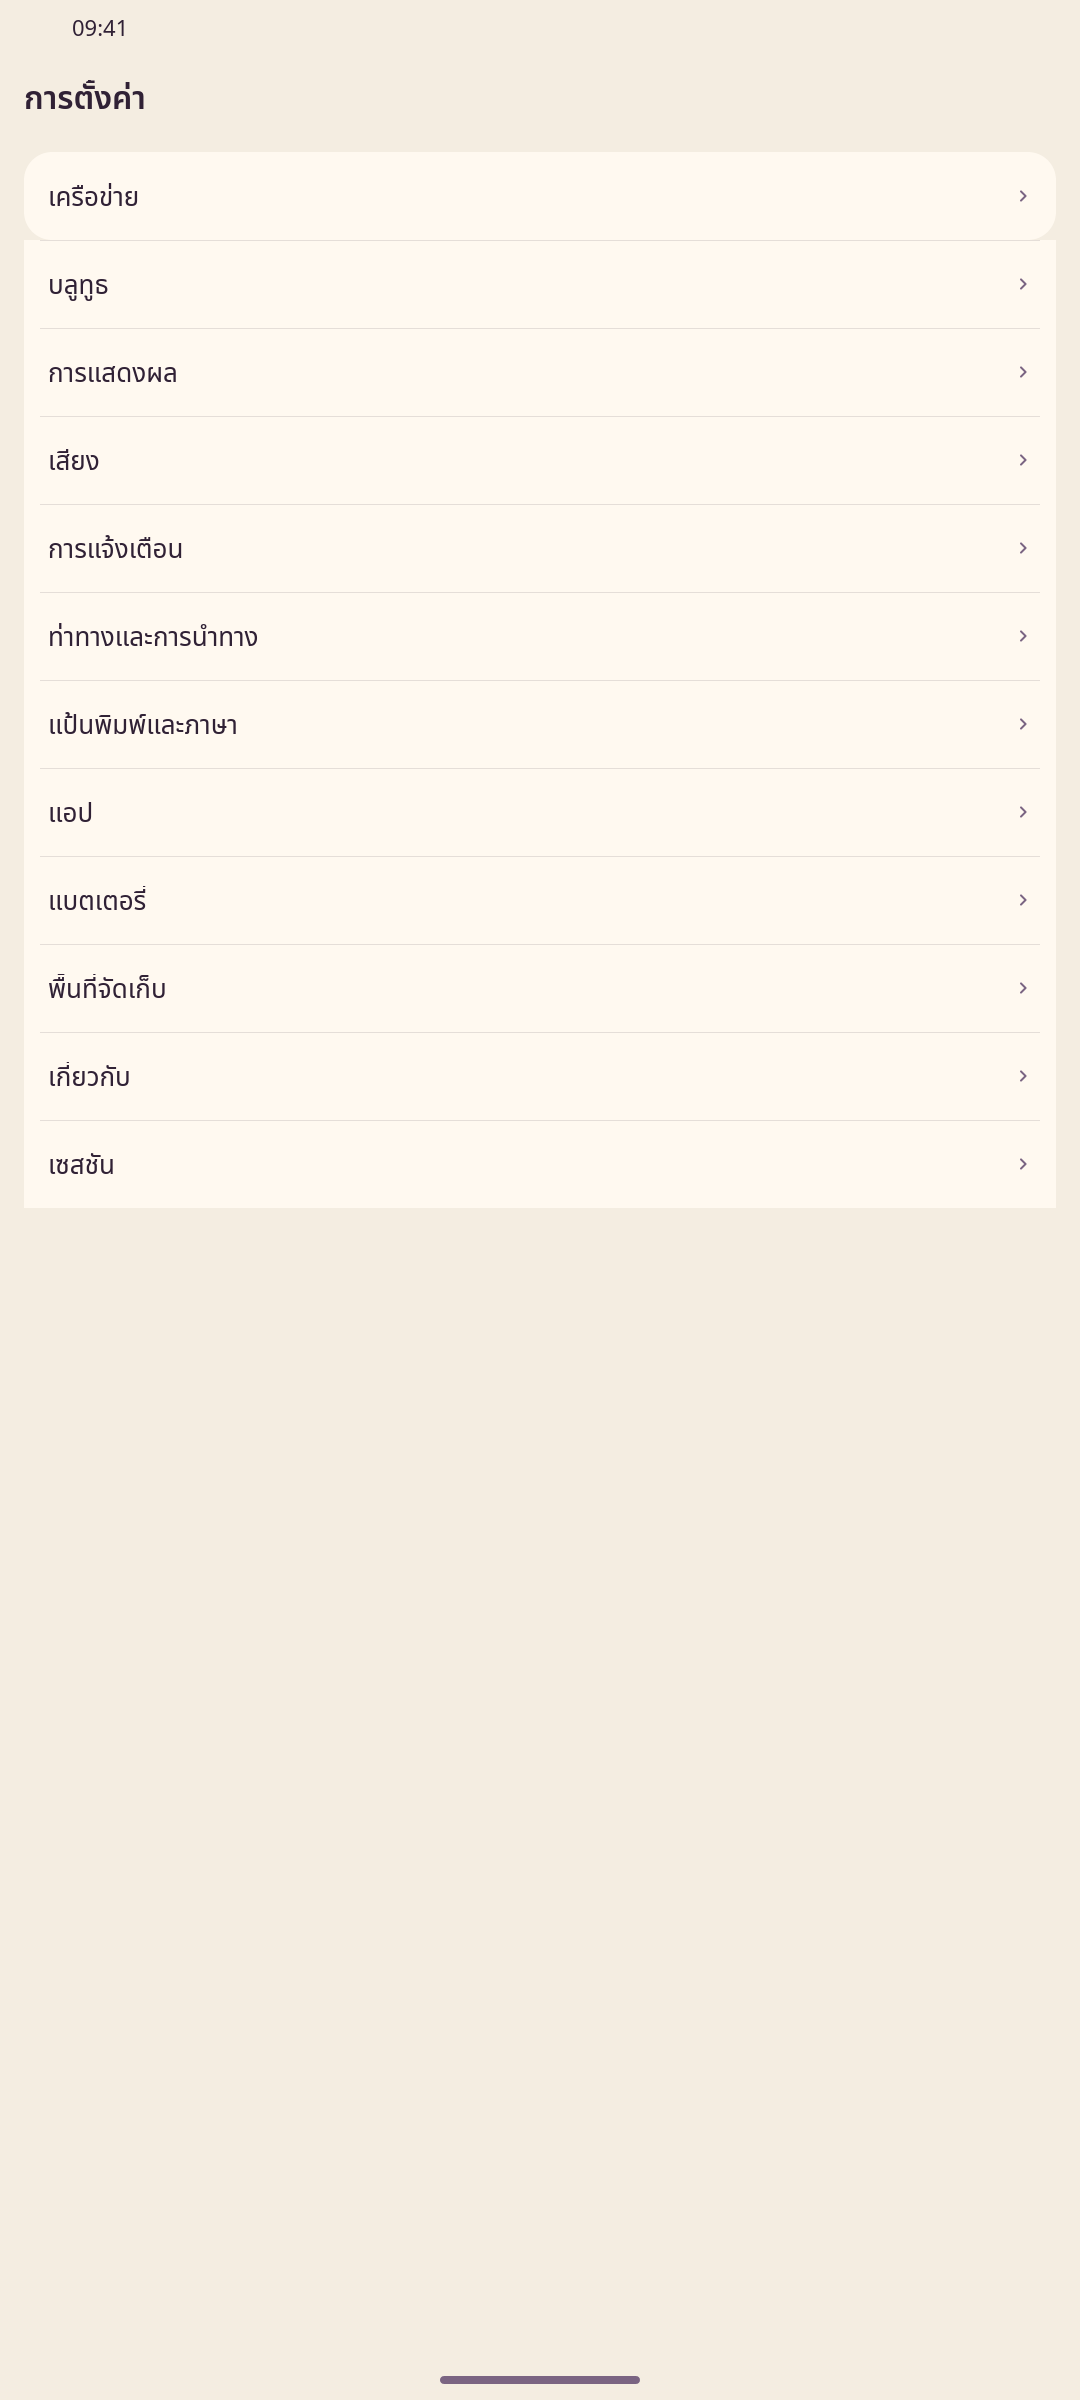 09:41
การตั้งค่า
เครือข่าย
บลูทูธ
การแสดงผล
เสียง
การแจ้งเตือน
ท่าทางและการนำทาง
แป้นพิมพ์และภาษา
แอป
แบตเตอรี่
พื้นที่จัดเก็บ
เกี่ยวกับ
เซสชัน